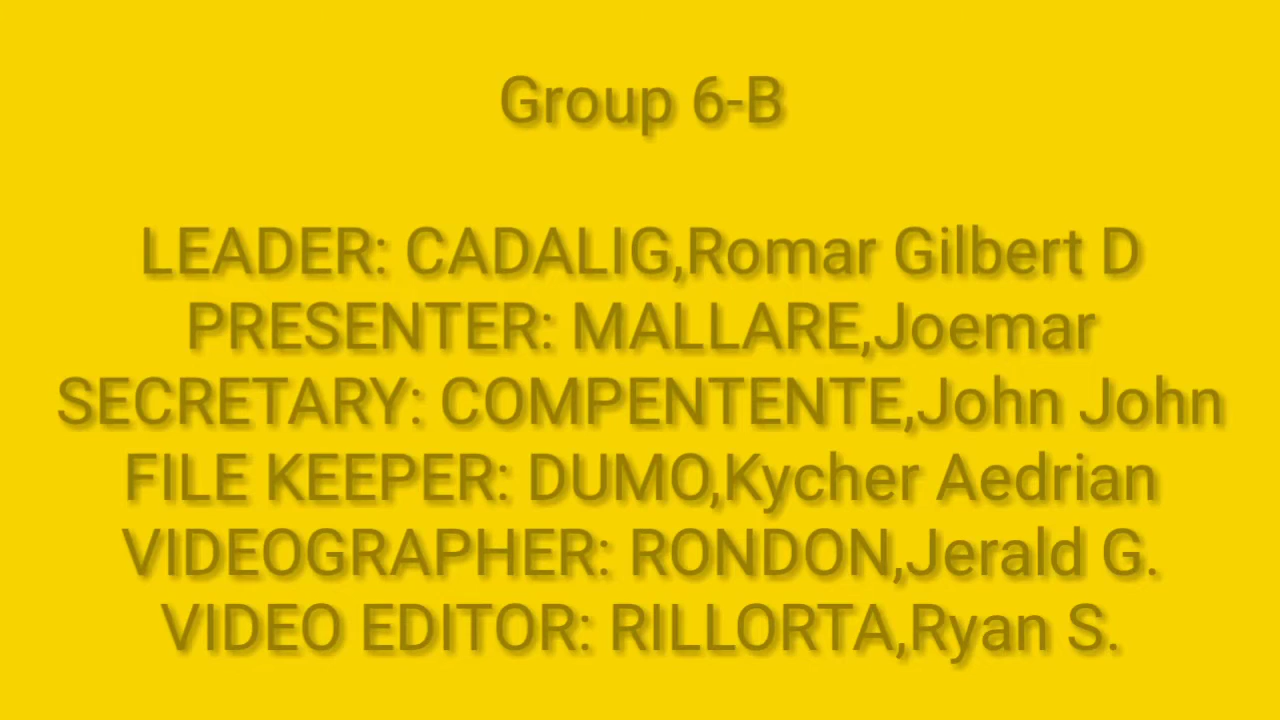 Group 6-B
LEADER: CADALIG,Romar Gilbert D
PRESENTER: MALLARE,Joemar
SECRETARY: COMPENTENTE,John John
FILE KEEPER: DUMO,Kycher Aedrian
VIDEOGRAPHER: RONDON,Jerald G.
VIDEO EDITOR: RILLORTA,Ryan S.